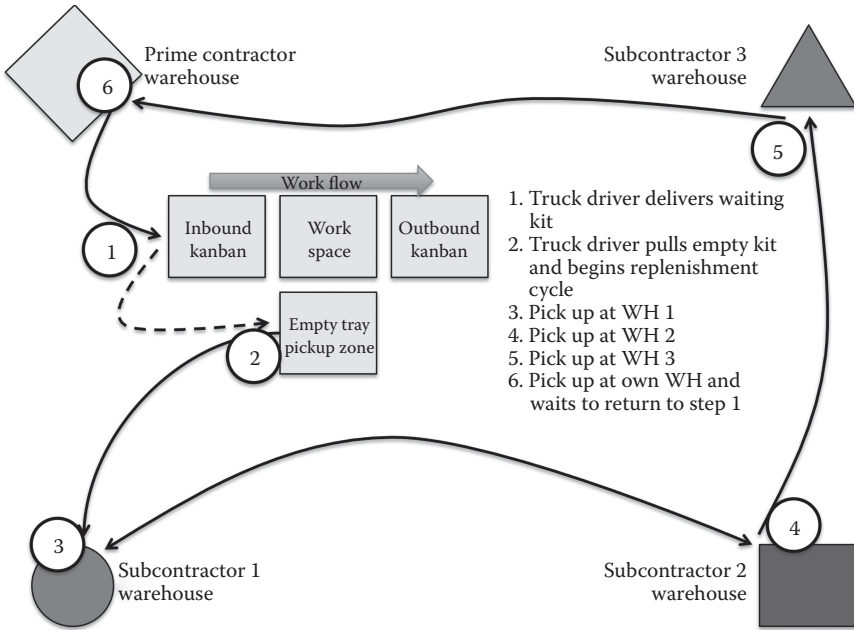 Prime contractor
warehouse
6
Subcontractor 3
warehouse
5
Work flow
Inbound
kanban
Work
space
Outbound
kanban
1
Empty tray
pickup zone
2
1. Truck driver delivers waiting
kit
2. Truck driver pulls empty kit
and begins replenishment
cycle
3. Pick up at WH 1
4. Pick up at WH 2
5. Pick up at WH 3
6. Pick up at own WH and
waits to return to step 1
3
Subcontractor 1
warehouse
4
Subcontractor 2
warehouse